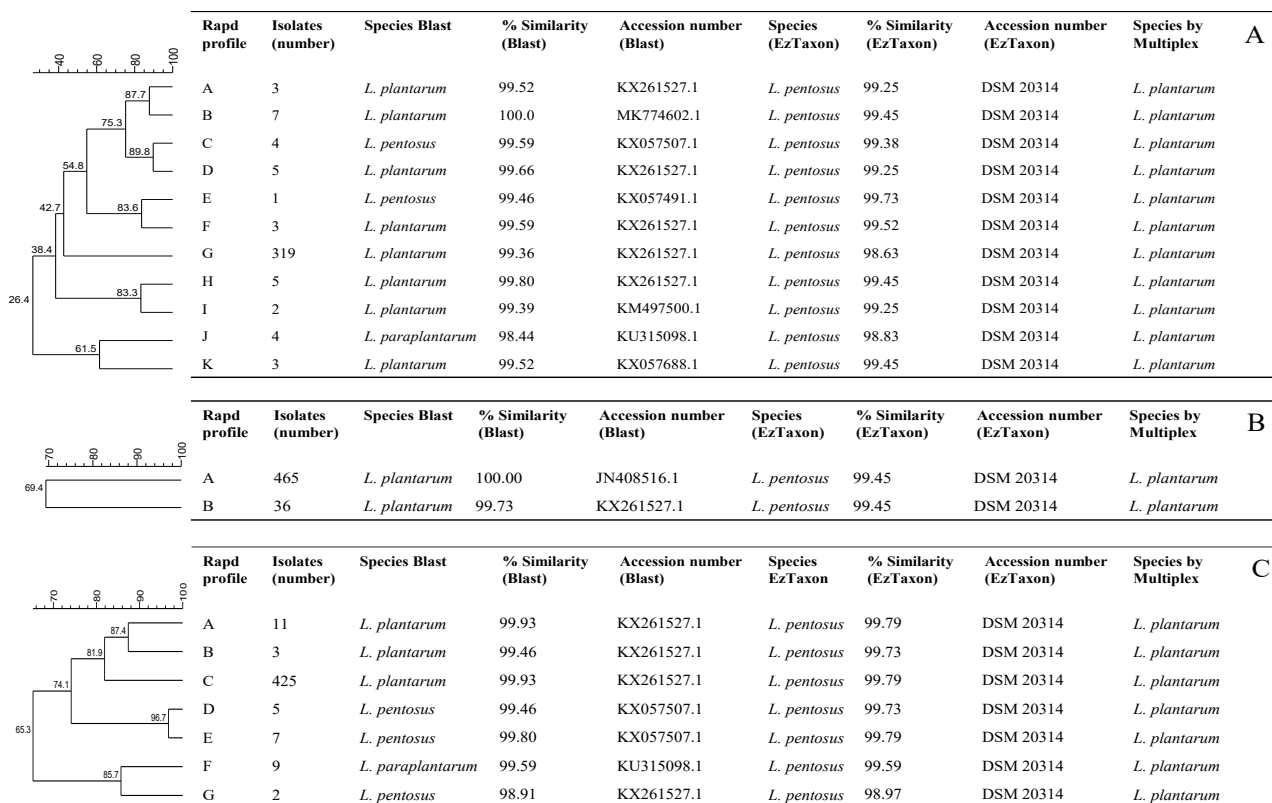 40 60 80 100
Rapd Isolates Species Blast % Similarity Accession number Species % Similarity Accession number Species by A
profile (number) (Blast) (Blast) (EzTaxon) (EzTaxon) (EzTaxon) Multiplex
A 3 L. plantarum 99.52 KX261527.1 L. pentosus 99.25 DSM 20314 L. plantarum
87.7
B 7 L. plantarum 100.0 MK774602.1 L. pentosus 99.45 DSM 20314 L. plantarum
75.3
C 4 L. pentosus 99.59 KX057507.1 L. pentosus 99.38 DSM 20314 L. plantarum
89.8
D 5 L. plantarum 99.66 KX261527.1 L. pentosus 99.25 DSM 20314 L. plantarum
54.8
E 1 L. pentosus 99.46 KX057491.1 L. pentosus 99.73 DSM 20314 L. plantarum
42.7 83.6
F 3 L. plantarum 99.59 KX261527.1 L. pentosus 99.52 DSM 20314 L. plantarum
38.4
G 319 L. plantarum 99.36 KX261527.1 L. pentosus 98.63 DSM 20314 L. plantarum
H 5 L. plantarum 99.80 KX261527.1 L. pentosus 99.45 DSM 20314 L. plantarum
26.4 83.3
I 2 L. plantarum 99.39 KM497500.1 L. pentosus 99.25 DSM 20314 L. plantarum
J 4 L. paraplantarum 98.44 KU315098.1 L. pentosus 98.83 DSM 20314 L. plantarum
61.5
K 3 L. plantarum 99.52 KX057688.1 L. pentosus 99.45 DSM 20314 L. plantarum
Rapd Isolates Species Blast % Similarity Accession number Species % Similarity Accession number Species by B
profile (number) (Blast) (Blast) (EzTaxon) (EzTaxon) (EzTaxon) Multiplex
70 80 90 100
A 465 L. plantarum 100.00 JN408516.1 L. pentosus 99.45 DSM 20314 L. plantarum
69.4
B 36 L. plantarum 99.73 KX261527.1 L. pentosus 99.45 DSM 20314 L. plantarum
Rapd Isolates Species Blast % Similarity Accession number Species % Similarity Accession number Species by C
profile (number) (Blast) (Blast) EzTaxon (EzTaxon) (EzTaxon) Multiplex
70 80 90 100
A 11 L. plantarum 99.93 KX261527.1 L. pentosus 99.79 DSM 20314 L. plantarum
87.4
B 3 L. plantarum 99.46 KX261527.1 L. pentosus 99.73 DSM 20314 L. plantarum
81.9
C 425 L. plantarum 99.93 KX261527.1 L. pentosus 99.79 DSM 20314 L. plantarum
74.1
D 5 L. pentosus 99.46 KX057507.1 L. pentosus 99.73 DSM 20314 L. plantarum
65.3 96.7
E 7 L. pentosus 99.80 KX057507.1 L. pentosus 99.79 DSM 20314 L. plantarum
F 9 L. paraplantarum 99.59 KU315098.1 L. pentosus 99.59 DSM 20314 L. plantarum
85.7
G 2 L. pentosus 98.91 KX261527.1 L. pentosus 98.97 DSM 20314 L. plantarum